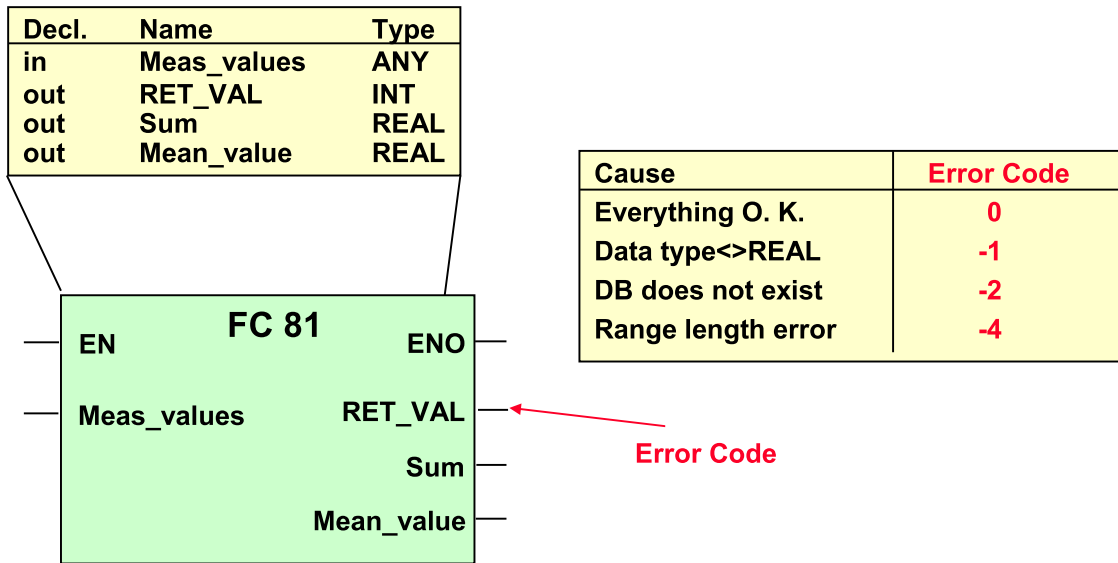 Decl. Name Type
in Meas_values ANY
out RET_VAL INT
out Sum REAL
out Mean_value REAL
Cause Error Code
Everything O. K. 0
Data type<>REAL -1
DB does not exist -2
Range length error -4
FC 81
EN ENO
Meas_values RET_VAL
Sum
Mean_value
Error Code